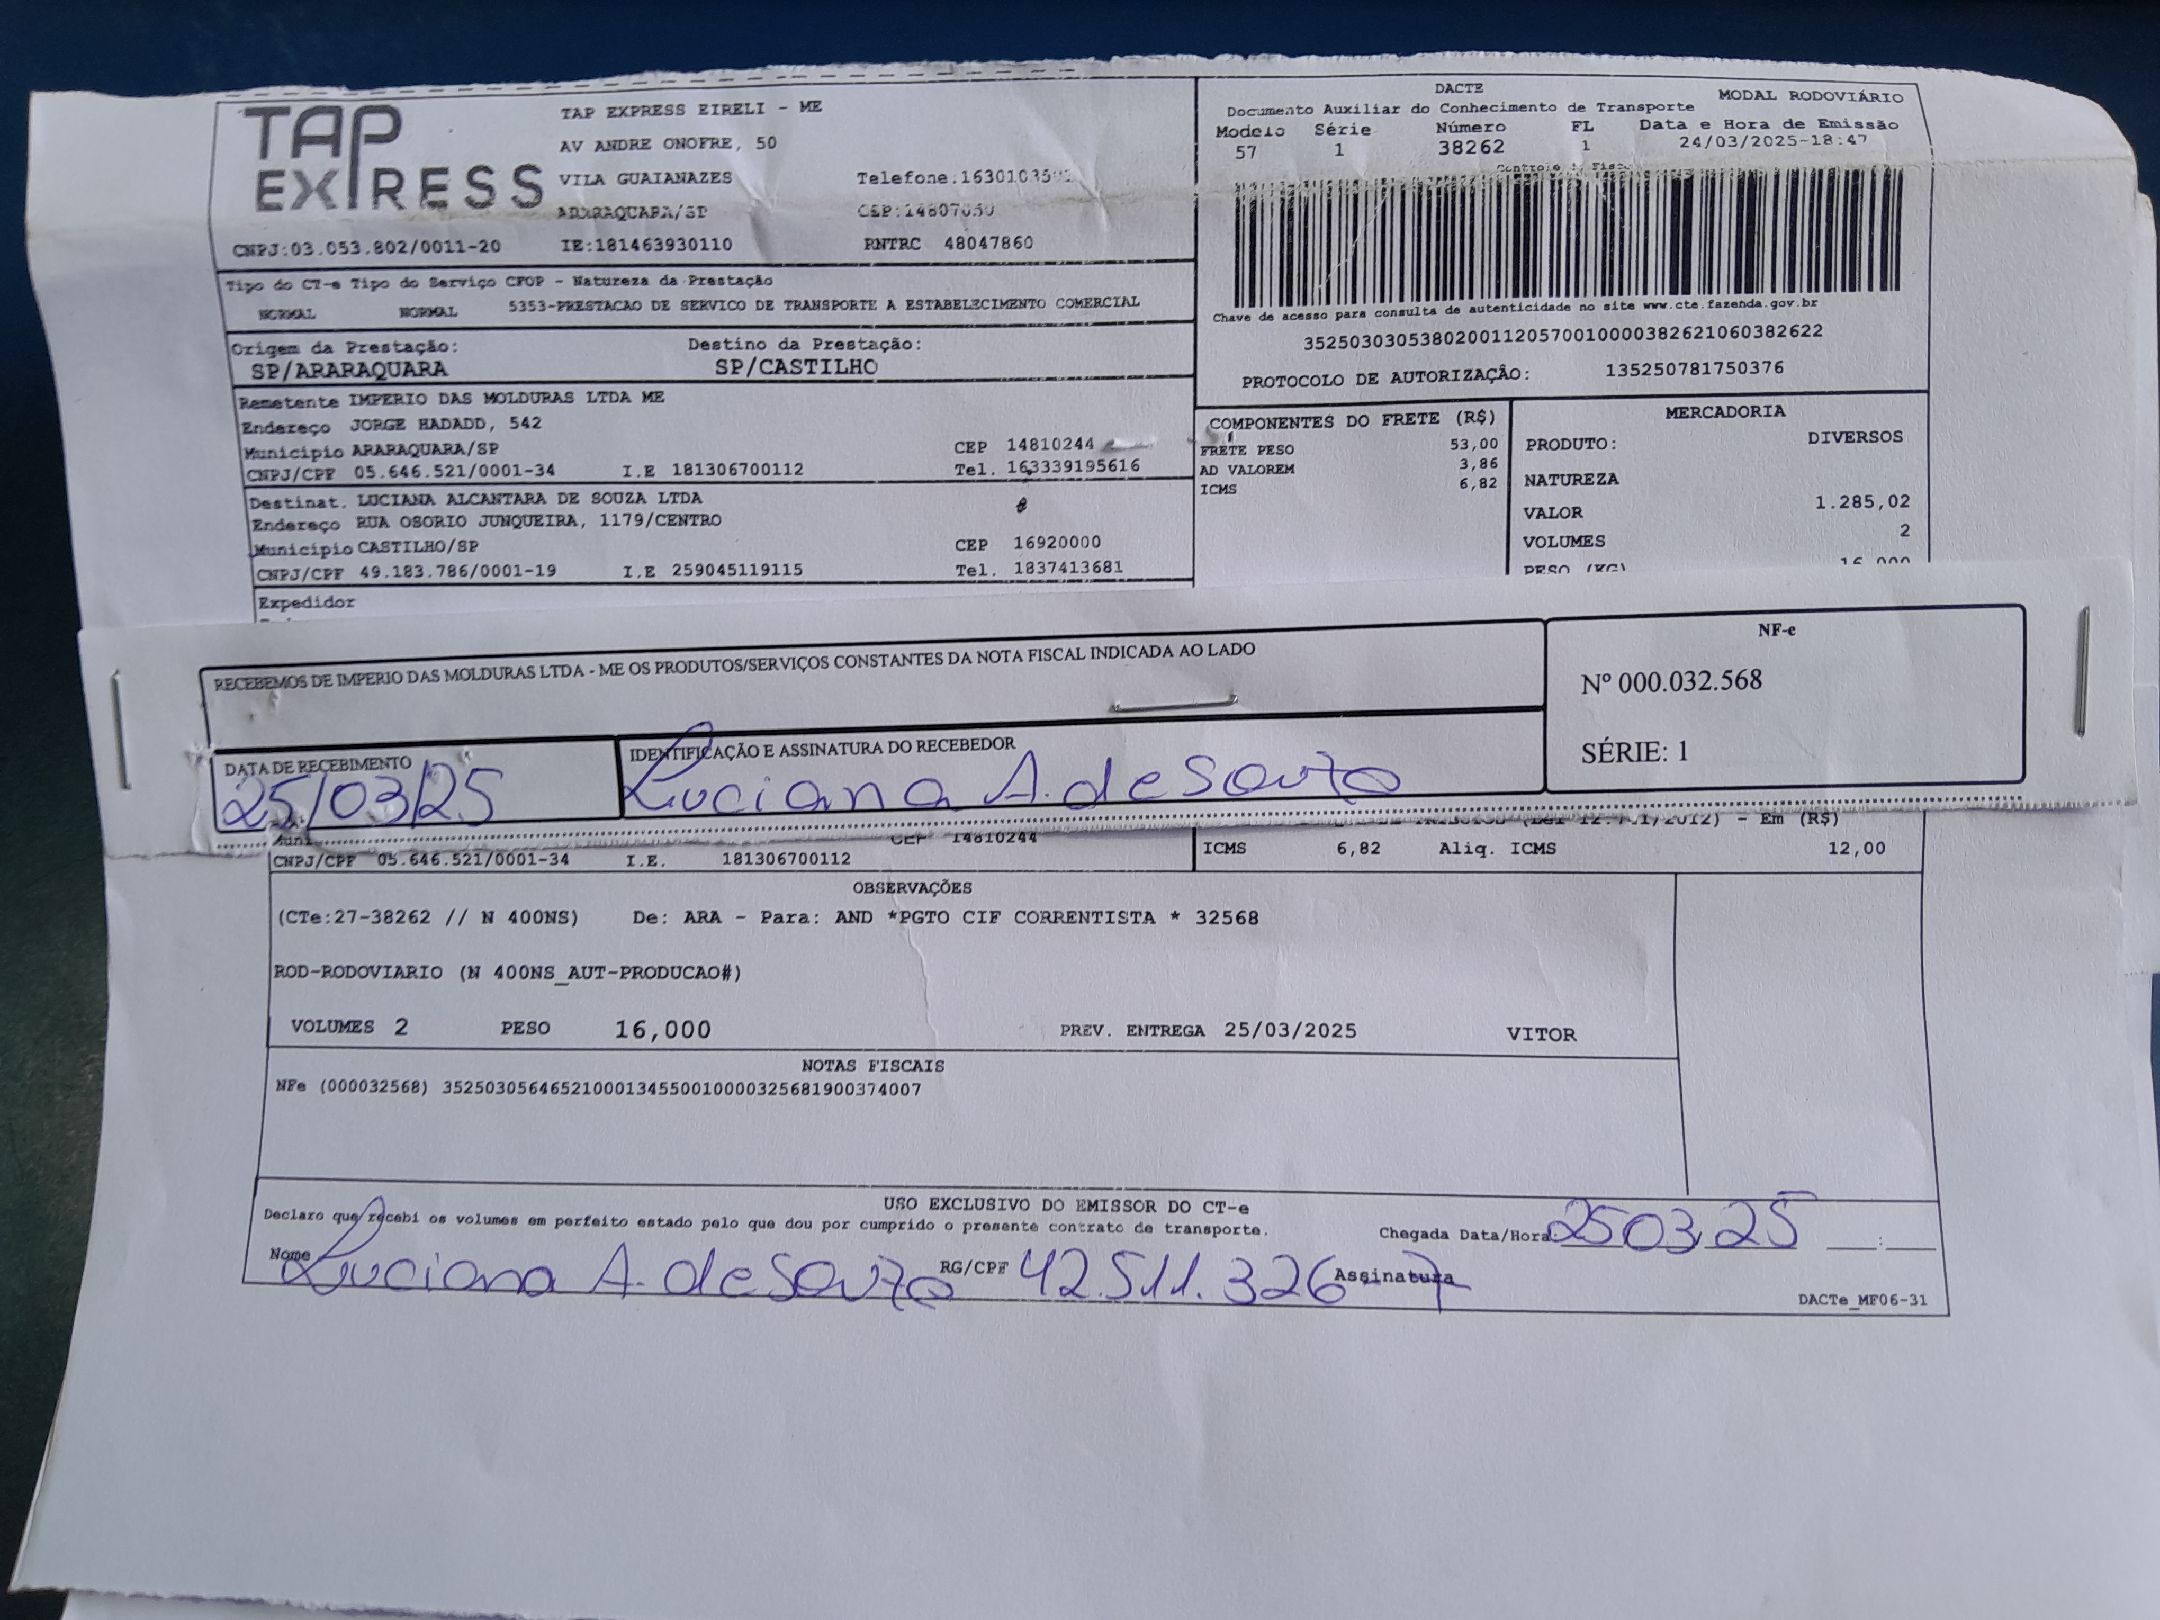 TAP EXPRESS
TAP EXPRESS EIRELI - ME
AV ANDRE ONOFRE, 50
VILA GUAIANAZES Telefone:
ARARAQUARA/SP CEP:
CNPJ:03.053.802/0011-20 IE:181463930110 RNTRC 48047860
DACTE MODAL RODOVIÁRIO
Documento Auxiliar do Conhecimento de Transporte
Modelo Série Número FL Data e Hora de Emissão
57 1 38262 1 24/03/2025-18:47
Chave de acesso para consulta de autenticidade no site www.cte.fazenda.gov.br
35250303053802001120570010000382621060382622
PROTOCOLO DE AUTORIZAÇÃO: 135250781750376
Tipo do CT-e Tipo do Serviço CFOP - Natureza da Prestação
NORMAL NORMAL 5353-PRESTACAO DE SERVICO DE TRANSPORTE A ESTABELECIMENTO COMERCIAL
Origem da Prestação: Destino da Prestação:
SP/ARARAQUARA SP/CASTILHO
Remetente IMPERIO DAS MOLDURAS LTDA ME
Endereço JORGE HADADD, 542
Município ARARAQUARA/SP CEP 14810244
CNPJ/CPF 05.646.521/0001-34 I.E 181306700112 Tel. 163339195616
Destinat. LUCIANA ALCANTARA DE SOUZA LTDA
Endereço RUA OSORIO JUNQUEIRA, 1179/CENTRO
Município CASTILHO/SP CEP 16920000
CNPJ/CPF 49.183.786/0001-19 I.E 259045119115 Tel. 1837413681
Expedidor
COMPONENTES DO FRETE (R$)
FRETE PESO 53,00
AD VALOREM 3,86
ICMS 6,82
MERCADORIA
PRODUTO: DIVERSOS
NATUREZA
VALOR 1.285,02
VOLUMES 2
PESO (KG) 16,000
RECEBEMOS DE IMPERIO DAS MOLDURAS LTDA - ME OS PRODUTOS/SERVIÇOS CONSTANTES DA NOTA FISCAL INDICADA AO LADO
NF-e
Nº 000.032.568
SÉRIE: 1
DATA DE RECEBIMENTO IDENTIFICAÇÃO E ASSINATURA DO RECEBEDOR
25/03/25 Luciana A. de Souza
CEP 14810244 - Em (R$)
CNPJ/CPF 05.646.521/0001-34 I.E. 181306700112 ICMS 6,82 Aliq. ICMS 12,00
OBSERVAÇÕES
(CTe:27-38262 // N 400NS) De: ARA - Para: AND *PGTO CIF CORRENTISTA * 32568
ROD-RODOVIARIO (N 400NS_AUT-PRODUCAO#)
VOLUMES 2 PESO 16,000 PREV. ENTREGA 25/03/2025 VITOR
NOTAS FISCAIS
NFe (000032568) 35250305646521000134550010000325681900374007
USO EXCLUSIVO DO EMISSOR DO CT-e
Declaro que recebi os volumes em perfeito estado pelo que dou por cumprido o presente contrato de transporte.
Chegada Data/Hora: 25 03 25 __:__
Nome Luciana A. de Souza RG/CPF 42.511.326-7 Assinatura
DACTe_MF06-31